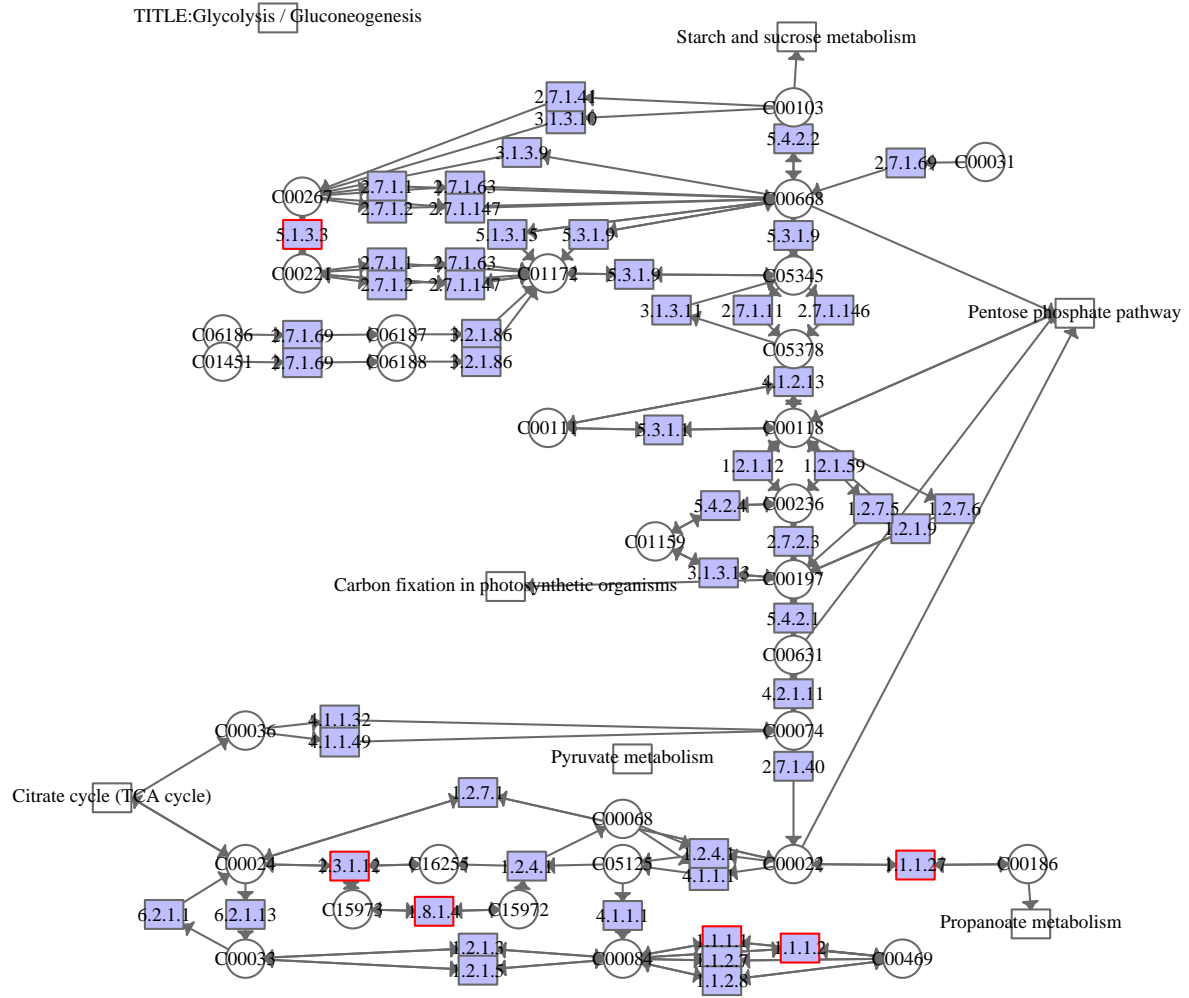 TITLE:Glycolysis / Gluconeogenesis
Starch and sucrose metabolism
2.7.1.41
C00103
3.1.3.10
5.4.2.2
3.1.3.9
2.7.1.69
C00031
C00267
2.7.1.1
2.7.1.63
C00668
2.7.1.2
2.7.1.147
5.1.3.3
5.1.3.15
5.3.1.9
5.3.1.9
C00221
2.7.1.1
2.7.1.63
C01172
5.3.1.9
C05345
2.7.1.2
2.7.1.147
3.1.3.11
2.7.1.11
2.7.1.146
Pentose phosphate pathway
C06186
2.7.1.69
C06187
3.2.1.86
C05378
C01451
2.7.1.69
C06188
3.2.1.86
4.1.2.13
C00111
5.3.1.1
C00118
1.2.1.12
1.2.1.59
5.4.2.4
C00236
1.2.7.5
1.2.7.6
1.2.1.9
C01159
2.7.2.3
3.1.3.13
C00197
Carbon fixation in photosynthetic organisms
5.4.2.1
C00631
4.2.1.11
C00036
4.1.1.32
C00074
4.1.1.49
Pyruvate metabolism
2.7.1.40
Citrate cycle (TCA cycle)
1.2.7.1
C00068
C00024
2.3.1.12
C16255
1.2.4.1
C05125
1.2.4.1
C00022
1.1.1.27
C00186
4.1.1.1
6.2.1.1
6.2.1.13
C15973
1.8.1.4
C15972
4.1.1.1
Propanoate metabolism
C00033
1.2.1.3
C00084
1.1.1.1
1.1.1.2
C00469
1.2.1.5
1.1.2.7
1.1.2.8